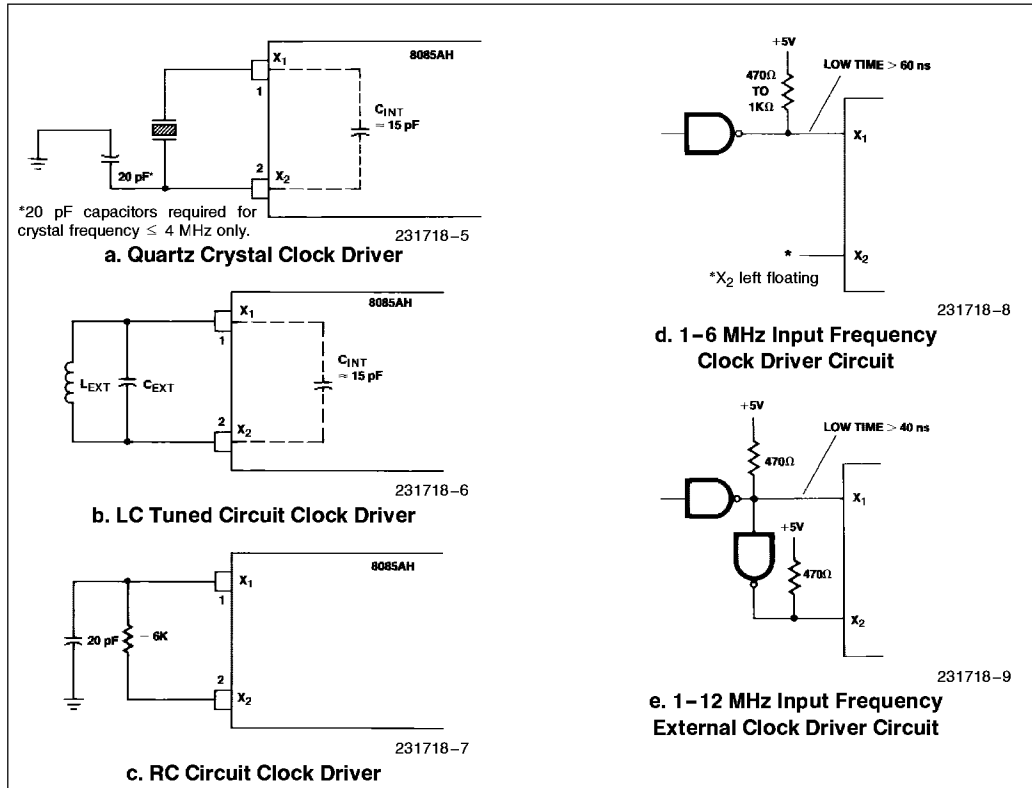 8085AH
X1
1
CINT
≈ 15 pF
2
X2
20 pF*
*20 pF capacitors required for
crystal frequency ≤ 4 MHz only.
231718-5
a. Quartz Crystal Clock Driver
8085AH
X1
1
LEXT
CEXT
CINT
≈ 15 pF
2
X2
231718-6
b. LC Tuned Circuit Clock Driver
8085AH
X1
1
20 pF
~ 6K
2
X2
231718-7
c. RC Circuit Clock Driver
+5V
470Ω
TO
1KΩ
LOW TIME > 60 ns
X1
*
X2
*X2 left floating
231718-8
d. 1-6 MHz Input Frequency
Clock Driver Circuit
+5V
LOW TIME > 40 ns
470Ω
X1
+5V
470Ω
X2
231718-9
e. 1-12 MHz Input Frequency
External Clock Driver Circuit